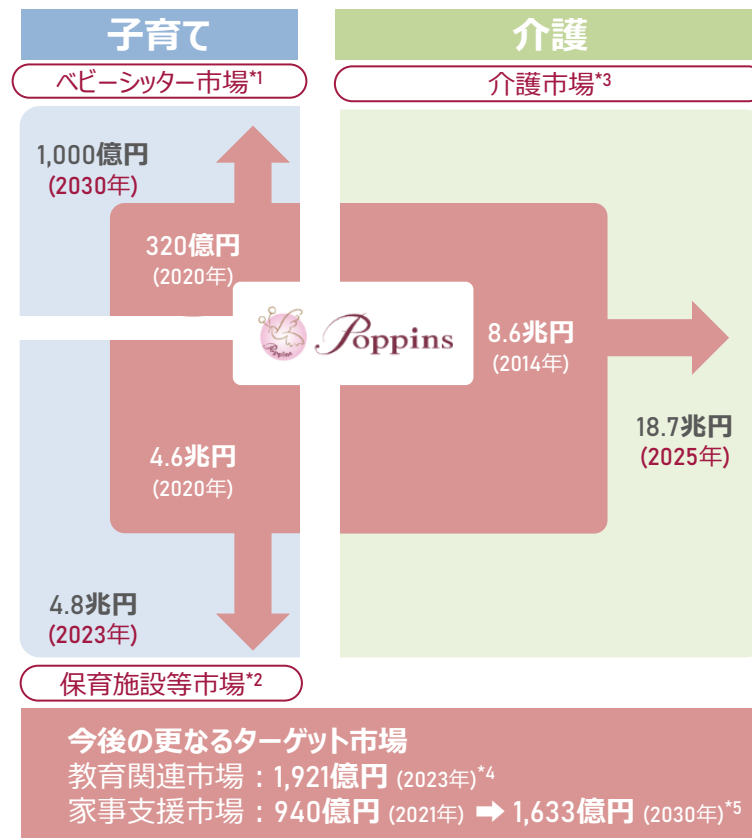 子育て
介護
ベビーシッター市場*1
介護市場*3
1,000億円
(2030年)
320億円
(2020年)
Poppins
Poppins
8.6兆円
(2014年)
18.7兆円
(2025年)
4.6兆円
(2020年)
4.8兆円
(2023年)
保育施設等市場*2
今後の更なるターゲット市場
教育関連市場：1,921億円 (2023年)*4
家事支援市場：940億円 (2021年) ➡ 1,633億円 (2030年)*5